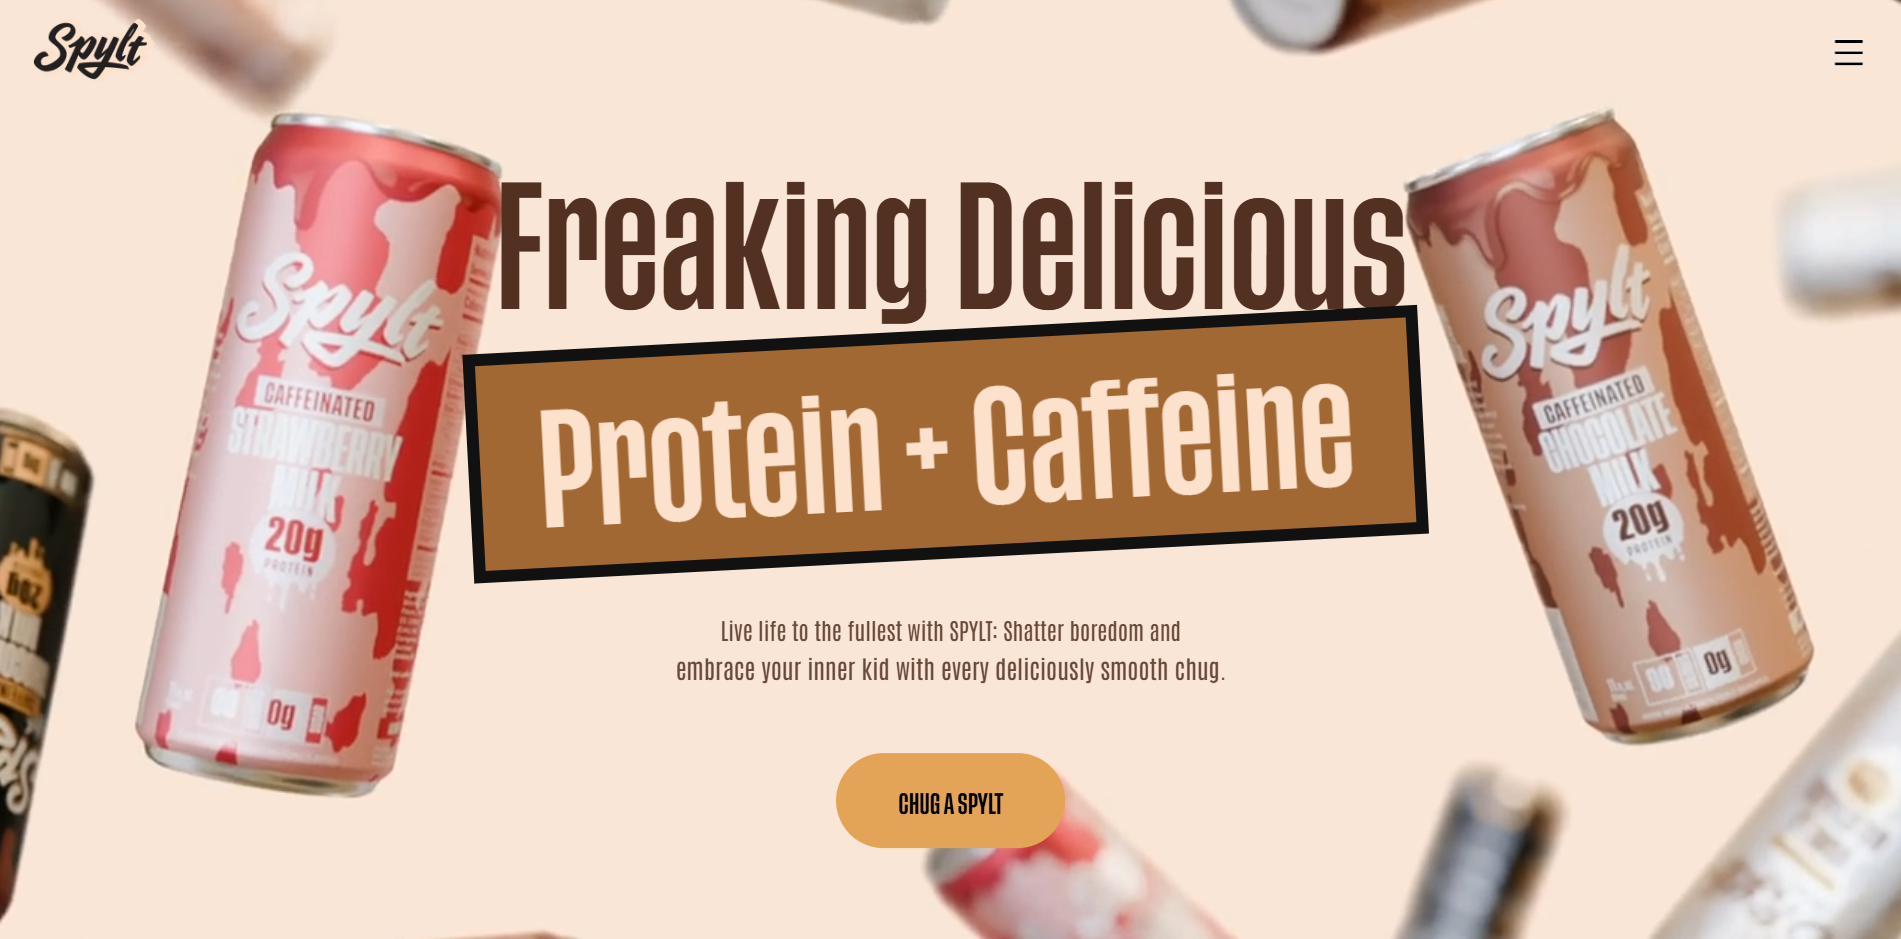 Spylt
Freaking Delicious
Protein + Caffeine
Live life to the fullest with SPYLT: Shatter boredom and
embrace your inner kid with every deliciously smooth chug.
CHUG A SPYLT
Spylt
CAFFEINATED
STRAWBERRY
MILK
20g
PROTEIN
0g
Spylt
CAFFEINATED
CHOCOLATE
MILK
20g
PROTEIN
0g